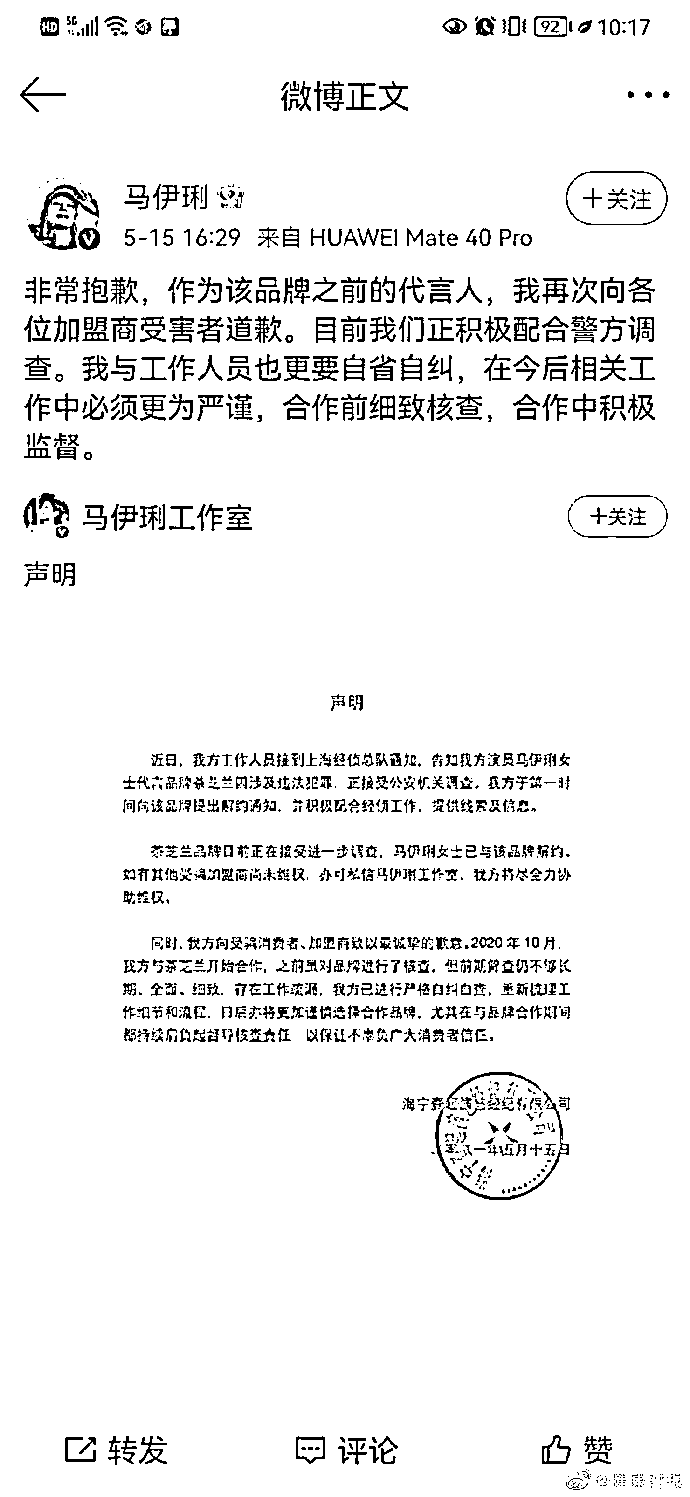 HD 5G 92 10:17
微博正文
马伊琍
+关注
5-15 16:29 来自 HUAWEI Mate 40 Pro
非常抱歉，作为该品牌之前的代言人，我再次向各
位加盟商受害者道歉。目前我们正积极配合警方调
查。我与工作人员也更要自省自纠，在今后相关工
作中必须更为严谨，合作前细致核查，合作中积极
监督。
马伊琍工作室
+关注
声明
声明
近日，我方工作人员接到上海经侦总队通知，告知我方演员马伊琍女
士代言品牌茶芝兰因涉及违法犯罪，正接受公安机关调查。我方于第一时
间向该品牌提出解约通知，并积极配合经侦工作，提供线索及信息。
茶芝兰品牌目前正在接受进一步调查，马伊琍女士已与该品牌解约。
如有其他受骗加盟商尚未维权，亦可私信马伊琍工作室，我方将尽全力协
助维权。
同时，我方向受骗消费者、加盟商致以最诚挚的歉意。2020年10月，
我方与茶芝兰开始合作，之前虽对品牌进行了核查，但前期背查仍不够长
期、全面、细致，存在工作疏漏，我方已进行严格自纠自查，重新梳理工
作细节和流程，日后亦将更加谨慎选择合作品牌，尤其在与品牌合作期间
都持续肩负起督导核查责任，以保证不辜负广大消费者信任。
海宁 经纪有限公司
一年五月十五日
转发
评论
赞